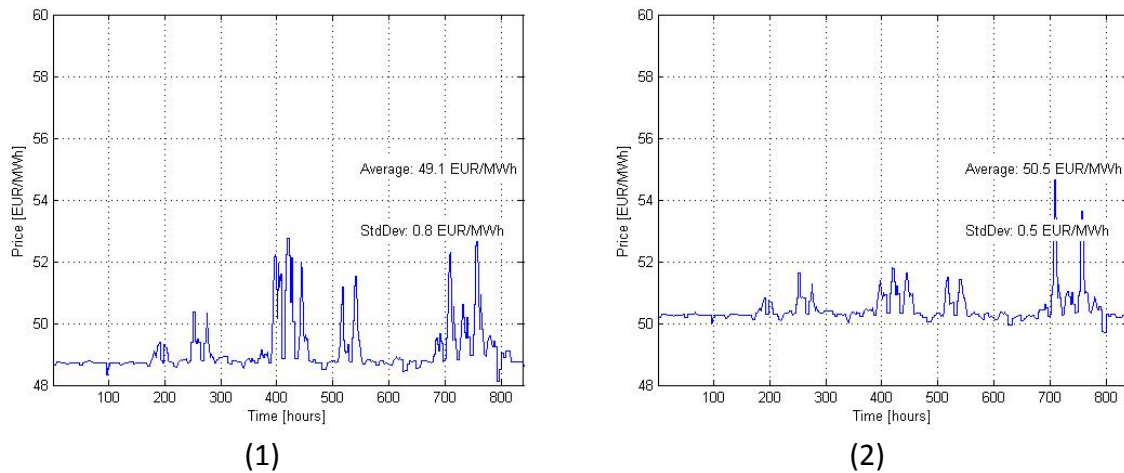 60
58
56
54
52
50
48
Price [EUR/MWh]
Average: 49.1 EUR/MWh
StdDev: 0.8 EUR/MWh
100 200 300 400 500 600 700 800
Time [hours]
(1)
60
58
56
54
52
50
48
Price [EUR/MWh]
Average: 50.5 EUR/MWh
StdDev: 0.5 EUR/MWh
100 200 300 400 500 600 700 800
Time [hours]
(2)